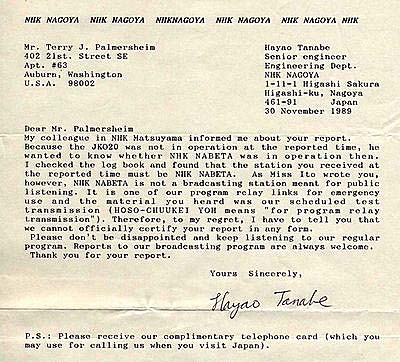 NHK NAGOYA NHK NAGOYA NHKNAGOYA NHK NAGOYA NHK NAGOYA NHK
Mr. Terry J. Palmersheim
402 21st. Street SE
Apt. #63
Auburn, Washington
U.S.A. 98002
Hayao Tanabe
Senior engineer
Engineering Dept.
NHK NAGOYA
1-11-1 Higashi Sakura
Higashi-ku, Nagoya
461-91 Japan
30 November 1989
Dear Mr. Palmersheim
My colleague in NHK Matsuyama informed me about your report.
Because the JKO20 was not in operation at the reported time, he
wanted to know whether NHK NABETA was in operation then.
I checked the log book and found that the station you received at
the reported time must be NHK NABETA. As Miss Ito wrote you,
however, NHK NABETA is not a bradcasting station meant for public
listening. It is one of our program relay links for emergency
use and the material you heard was our scheduled test
transmission (HOSO-CHUUKEI YOH means "for program relay
transmission"). Therefore, to my regret, I have to tell you that
we cannot officially certify your report in any form.
Please don't be disappointed and keep listening to our regular
program. Reports to our broadcasting program are always welcome.
Thank you for your report.
Yours Sincerely,
Hayao Tanabe
P.S.: Please receive our complimentary telephone card (which you
may use for calling us when you visit Japan).